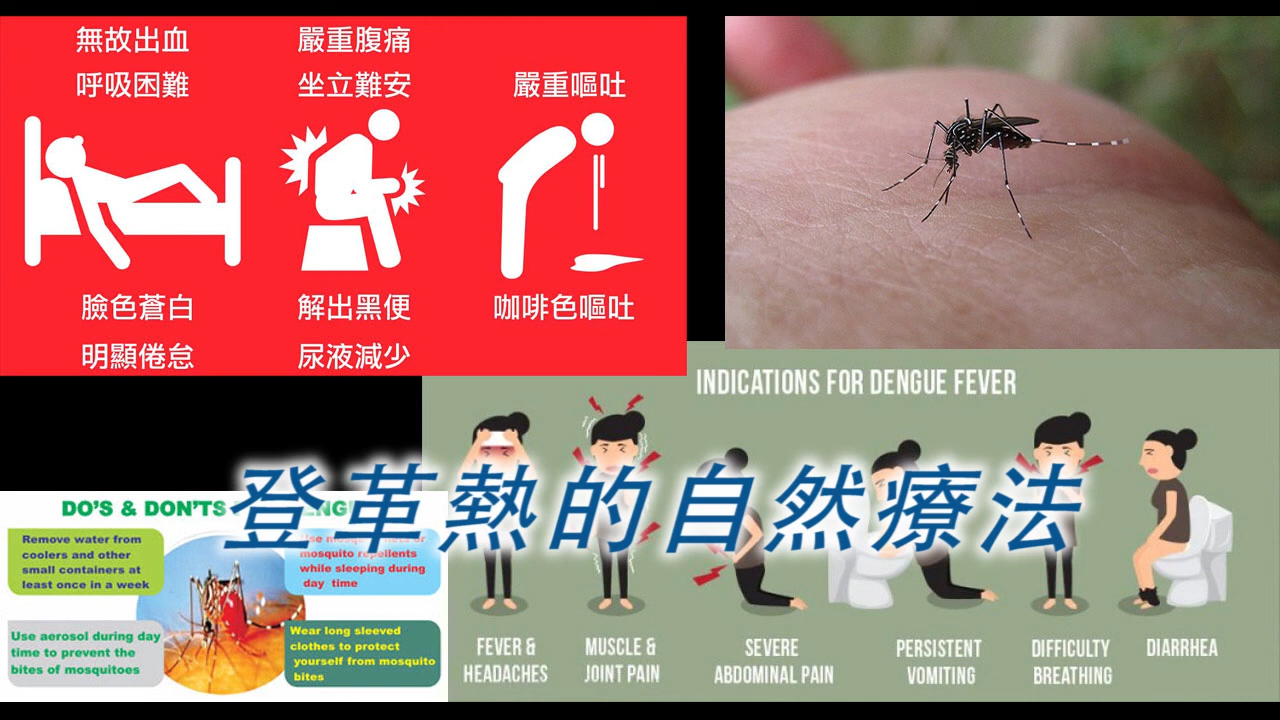 無故出血
呼吸困難
嚴重腹痛
坐立難安
嚴重嘔吐
臉色蒼白
明顯倦怠
解出黑便
尿液減少
咖啡色嘔吐
INDICATIONS FOR DENGUE FEVER
登革熱的自然療法
DO'S & DON'TS
Remove water from
coolers and other
small containers at
least once in a week
mosquito repellents
while sleeping during
day time
Use aerosol during day
time to prevent the
bites of mosquitoes
Wear long sleeved
clothes to protect
yourself from mosquito
bites
FEVER &
HEADACHES
MUSCLE &
JOINT PAIN
SEVERE
ABDOMINAL PAIN
PERSISTENT
VOMITING
DIFFICULTY
BREATHING
DIARRHEA